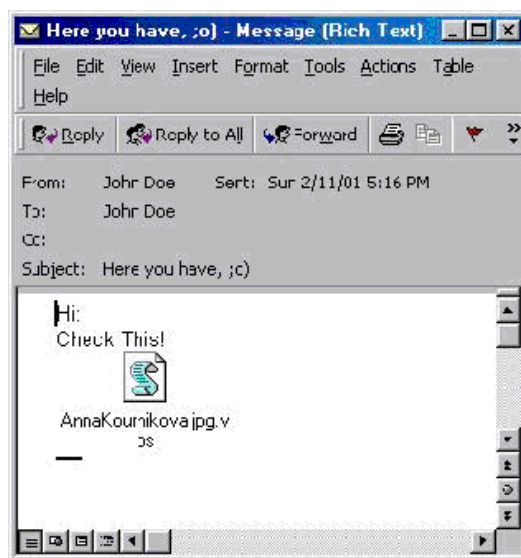 Here you have, ;o) - Message (Rich Text)
File Edit View Insert Format Tools Actions Table
Help
Reply Reply to All Forward
From: John Doe Sent: Sun 2/11/01 5:16 PM
To: John Doe
Cc:
Subject: Here you have, ;o)
Hi:
Check This!
AnnaKournikova.jpg.v
bs